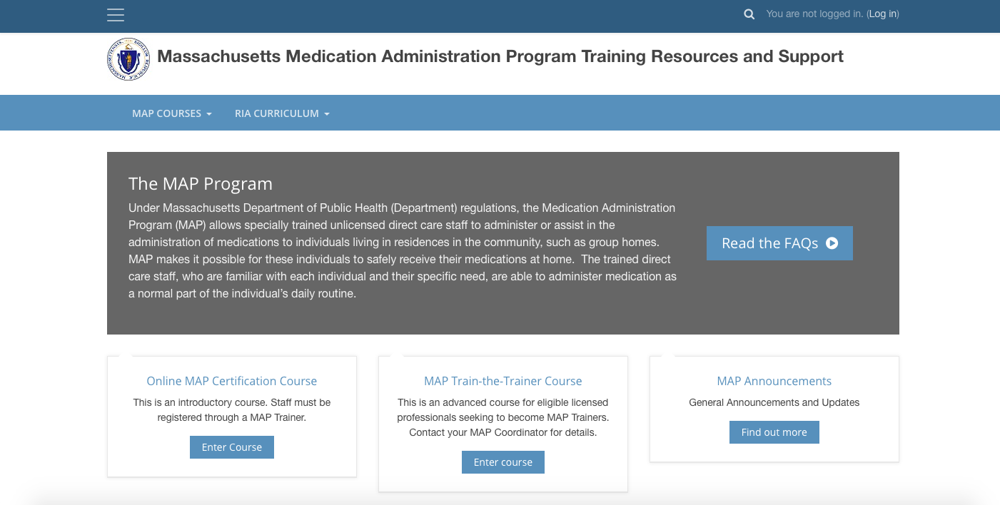 You are not logged in. (Log in)
Massachusetts Medication Administration Program Training Resources and Support
MAP COURSES
RIA CURRICULUM
The MAP Program
Under Massachusetts Department of Public Health (Department) regulations, the Medication Administration
Program (MAP) allows specially trained unlicensed direct care staff to administer or assist in the
administration of medications to individuals living in residences in the community, such as group homes.
MAP makes it possible for these individuals to safely receive their medications at home.  The trained direct
care staff, who are familiar with each individual and their specific need, are able to administer medication as
a normal part of the individual’s daily routine.
Read the FAQs
Online MAP Certification Course
This is an introductory course. Staff must be
registered through a MAP Trainer.
Enter Course
MAP Train-the-Trainer Course
This is an advanced course for eligible licensed
professionals seeking to become MAP Trainers.
Contact your MAP Coordinator for details.
Enter course
MAP Announcements
General Announcements and Updates
Find out more